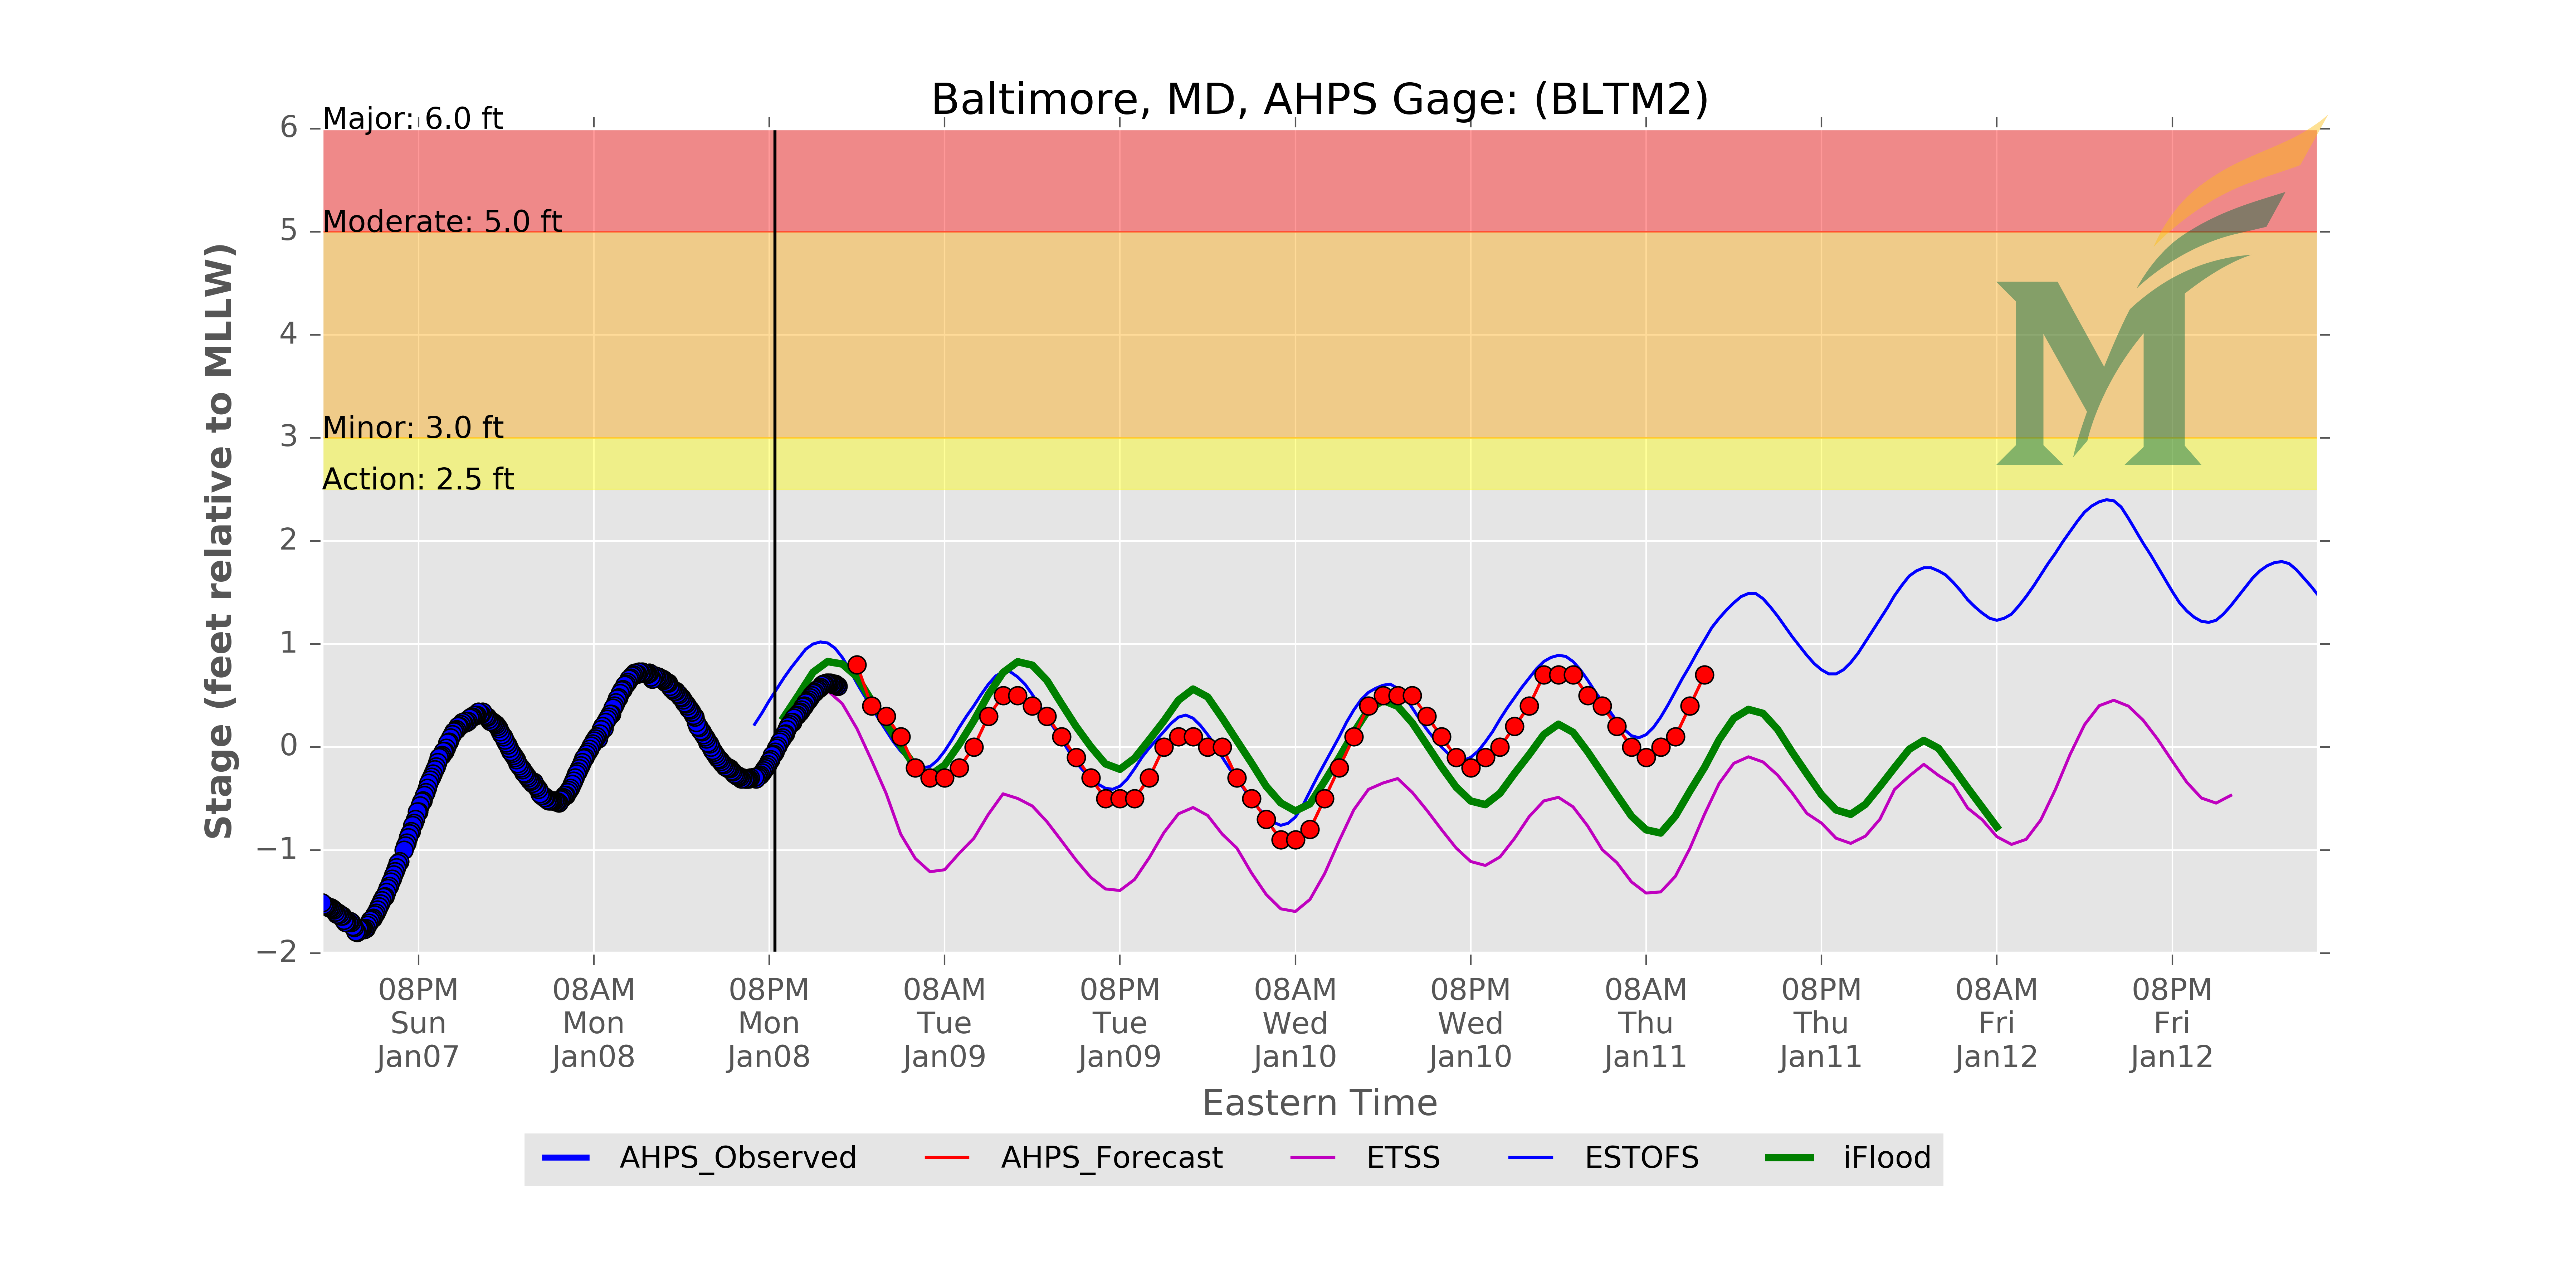 Baltimore, MD, AHPS Gage: (BLTM2)
Major: 6.0 ft
Moderate: 5.0 ft
Minor: 3.0 ft
Action: 2.5 ft
Stage (feet relative to MLLW)
6
5
4
3
2
1
0
−1
−2
08PM
Sun
Jan07
08AM
Mon
Jan08
08PM
Mon
Jan08
08AM
Tue
Jan09
08PM
Tue
Jan09
08AM
Wed
Jan10
08PM
Wed
Jan10
08AM
Thu
Jan11
08PM
Thu
Jan11
08AM
Fri
Jan12
08PM
Fri
Jan12
Eastern Time
AHPS_Observed
AHPS_Forecast
ETSS
ESTOFS
iFlood
M